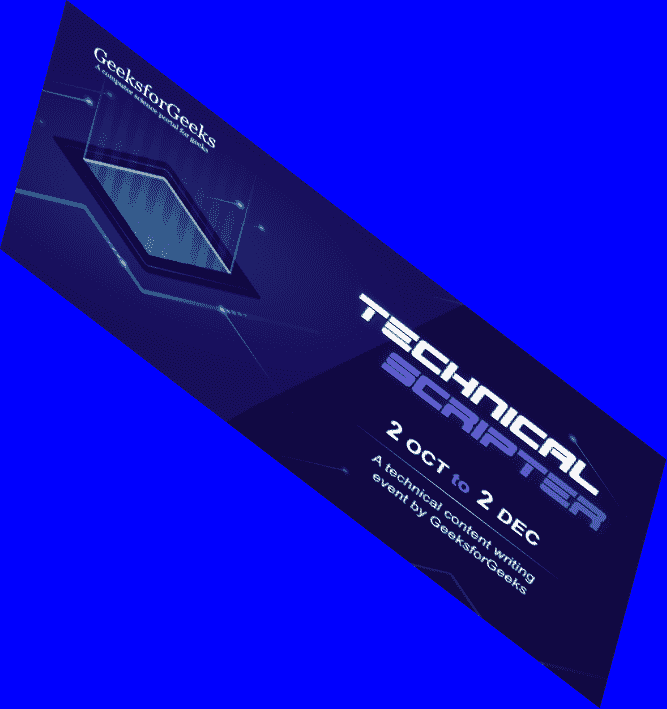 GeeksforGeeks
A computer science portal for geeks
TECHNICAL
SCRIPTER
2 OCT to 2 DEC
A technical content writing
event by GeeksforGeeks